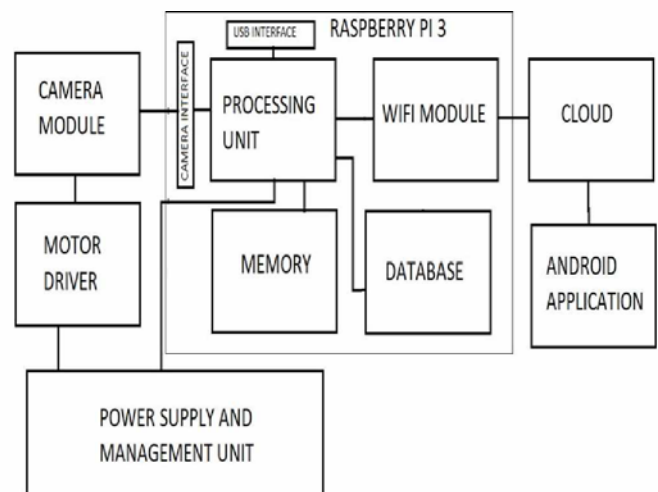 USB INTERFACE
RASPBERRY PI 3
CAMERA
MODULE
CAMERA INTERFACE
PROCESSING
UNIT
WIFI MODULE
CLOUD
MOTOR
DRIVER
MEMORY
DATABASE
ANDROID
APPLICATION
POWER SUPPLY AND
MANAGEMENT UNIT